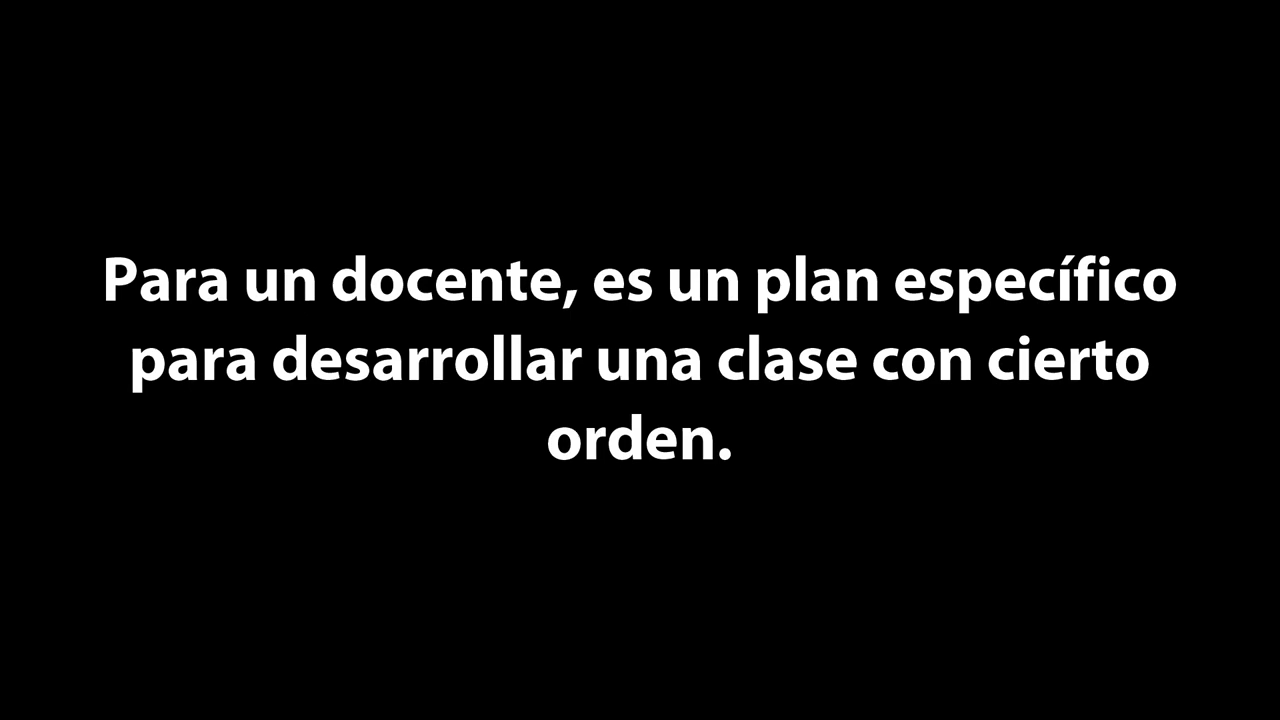 Para un docente, es un plan específico
para desarrollar una clase con cierto
orden.